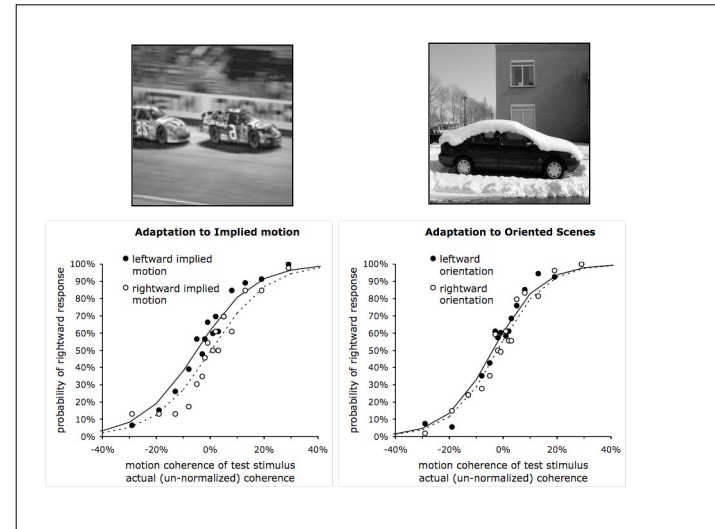 25
8
Adaptation to Implied motion
leftward implied
motion
rightward implied
motion
probability of rightward response
100%
90%
80%
70%
60%
50%
40%
30%
20%
10%
0%
-40% -20% 0% 20% 40%
motion coherence of test stimulus
actual (un-normalized) coherence
Adaptation to Oriented Scenes
leftward
orientation
rightward
orientation
probability of rightward response
100%
90%
80%
70%
60%
50%
40%
30%
20%
10%
0%
-40% -20% 0% 20% 40%
motion coherence of test stimulus
actual (un-normalized) coherence